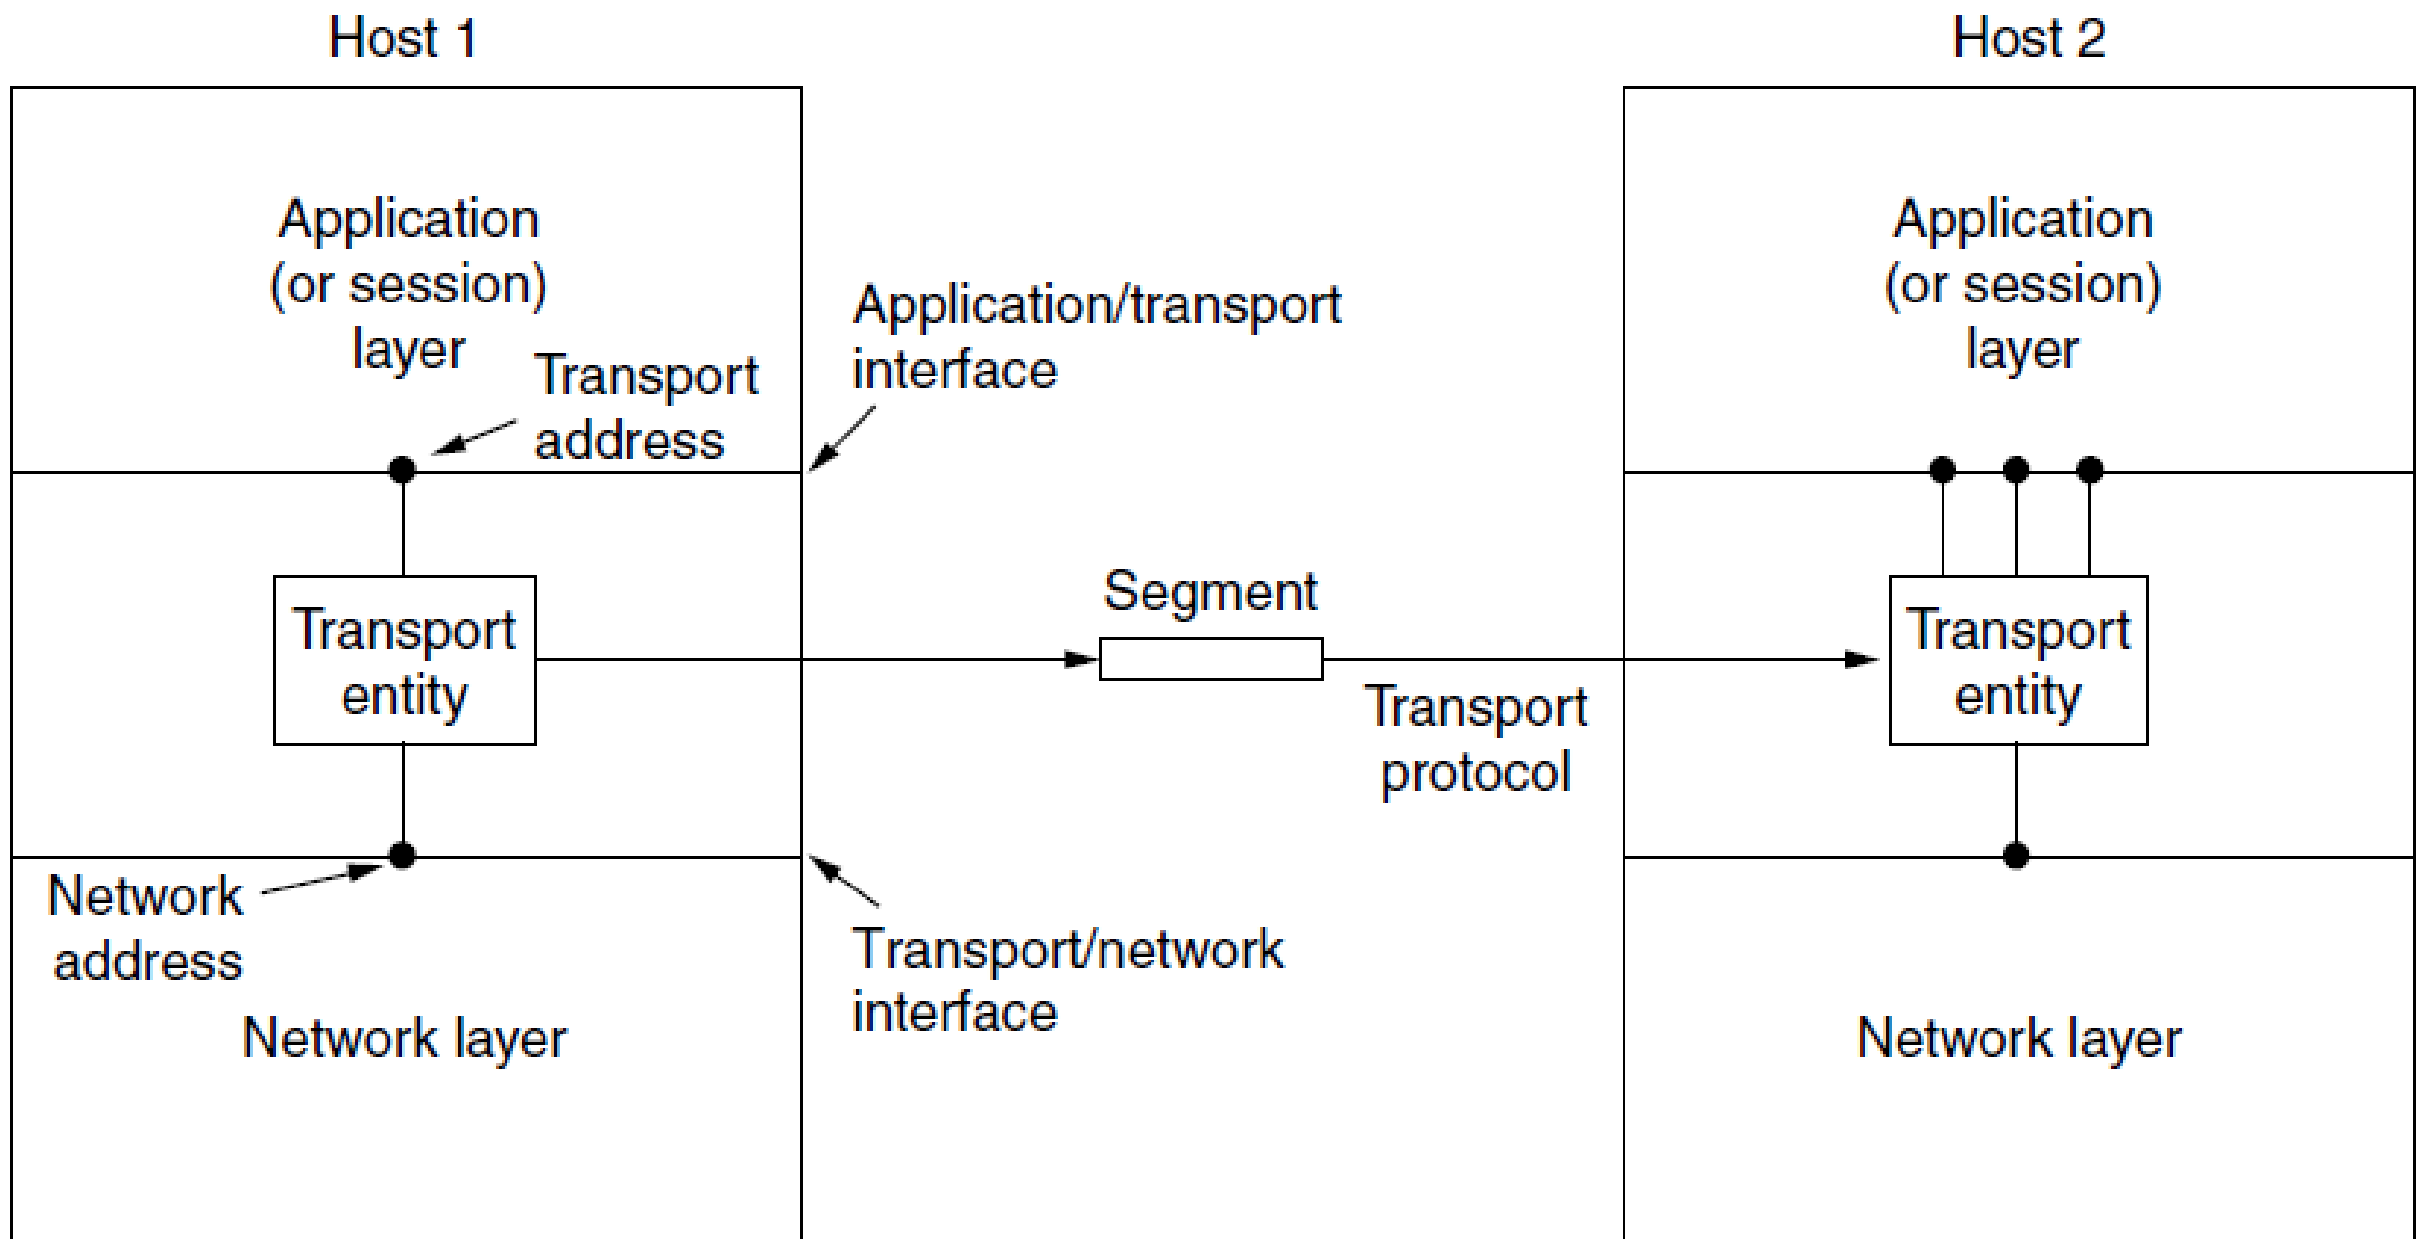 Host 1
Host 2
Application
(or session)
layer
Transport
address
Application/transport
interface
Application
(or session)
layer
Transport
entity
Segment
Transport
protocol
Transport
entity
Network
address
Network layer
Transport/network
interface
Network layer